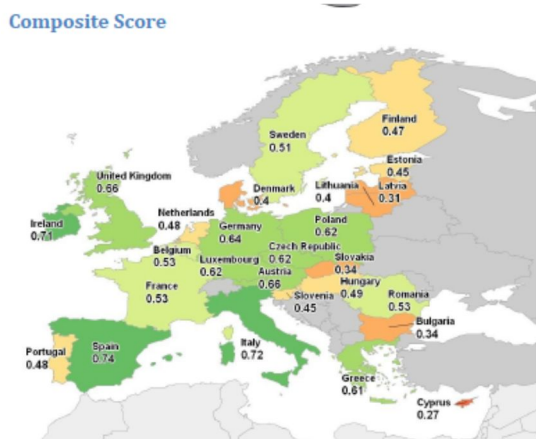 Composite Score
Finland
0.47
Sweden
0.51
Estonia
0.45
United Kingdom
0.66
Denmark
0.4
Lithuania
0.4
Latvia
0.31
Ireland
0.71
Netherlands
0.48
Germany
0.64
Poland
0.62
Belgium
0.53
Luxembourg
0.62
Czech Republic
0.62
Slovakia
0.34
Austria
0.66
France
0.53
Hungary
0.49
Slovenia
0.45
Romania
0.53
Bulgaria
0.34
Portugal
0.48
Spain
0.74
Italy
0.72
Greece
0.61
Cyprus
0.27